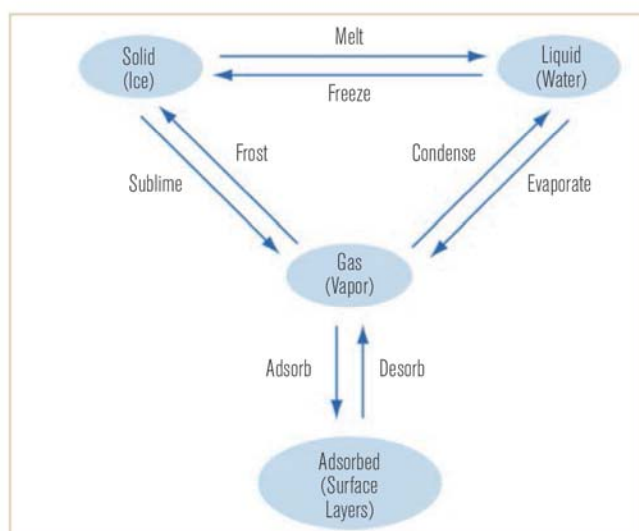 Melt
Solid
(Ice)
Liquid
(Water)
Freeze
Frost
Condense
Sublime
Evaporate
Gas
(Vapor)
Adsorb
Desorb
Adsorbed
(Surface
Layers)